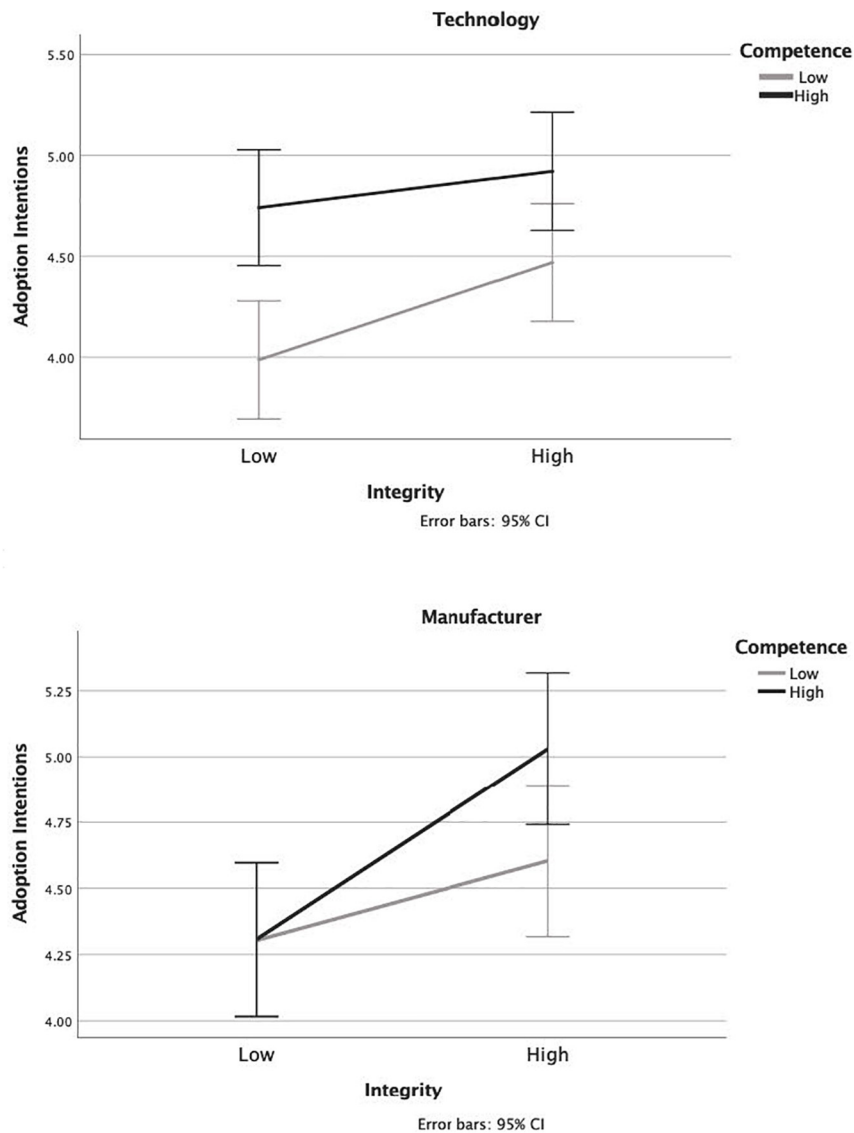 Technology
Competence
Low
High
Adoption Intentions
5.50
5.00
4.50
4.00
Low High
Integrity
Error bars: 95% CI
Manufacturer
Competence
Low
High
Adoption Intentions
5.25
5.00
4.75
4.50
4.25
4.00
Low High
Integrity
Error bars: 95% CI